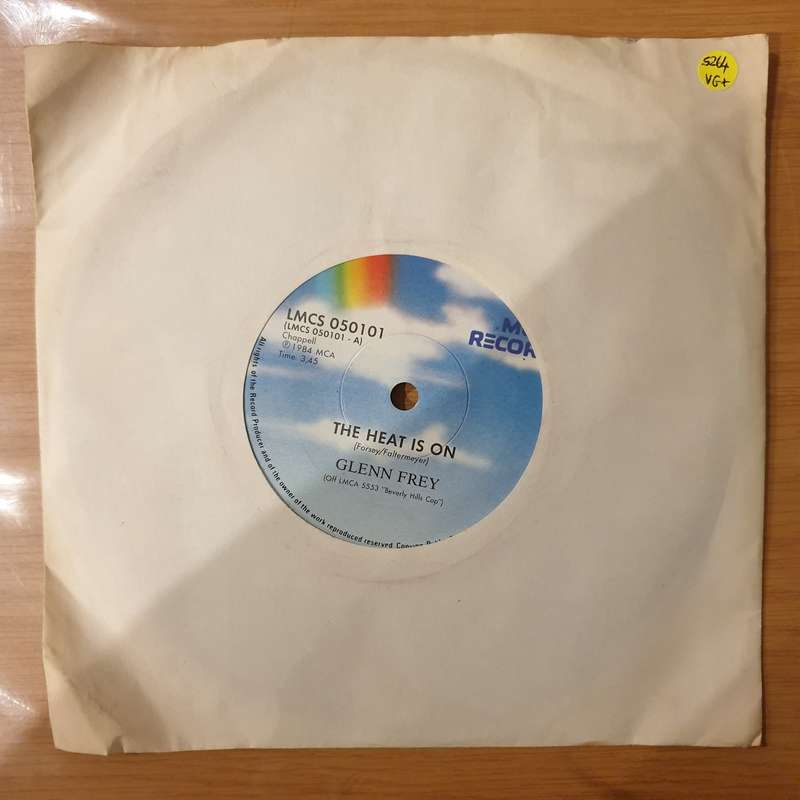 5264
VG+
LMCS 050101
(LMCS 050101 - A)
Chappell
℗ 1984 MCA
Time: 3,45
RECOR
THE HEAT IS ON
(Forsey/Faltermeyer)
GLENN FREY
(Off LMCA 5553 "Beverly Hills Cop")
All rights of the Record Producer and of the owner of the work reproduced reserved. Copying